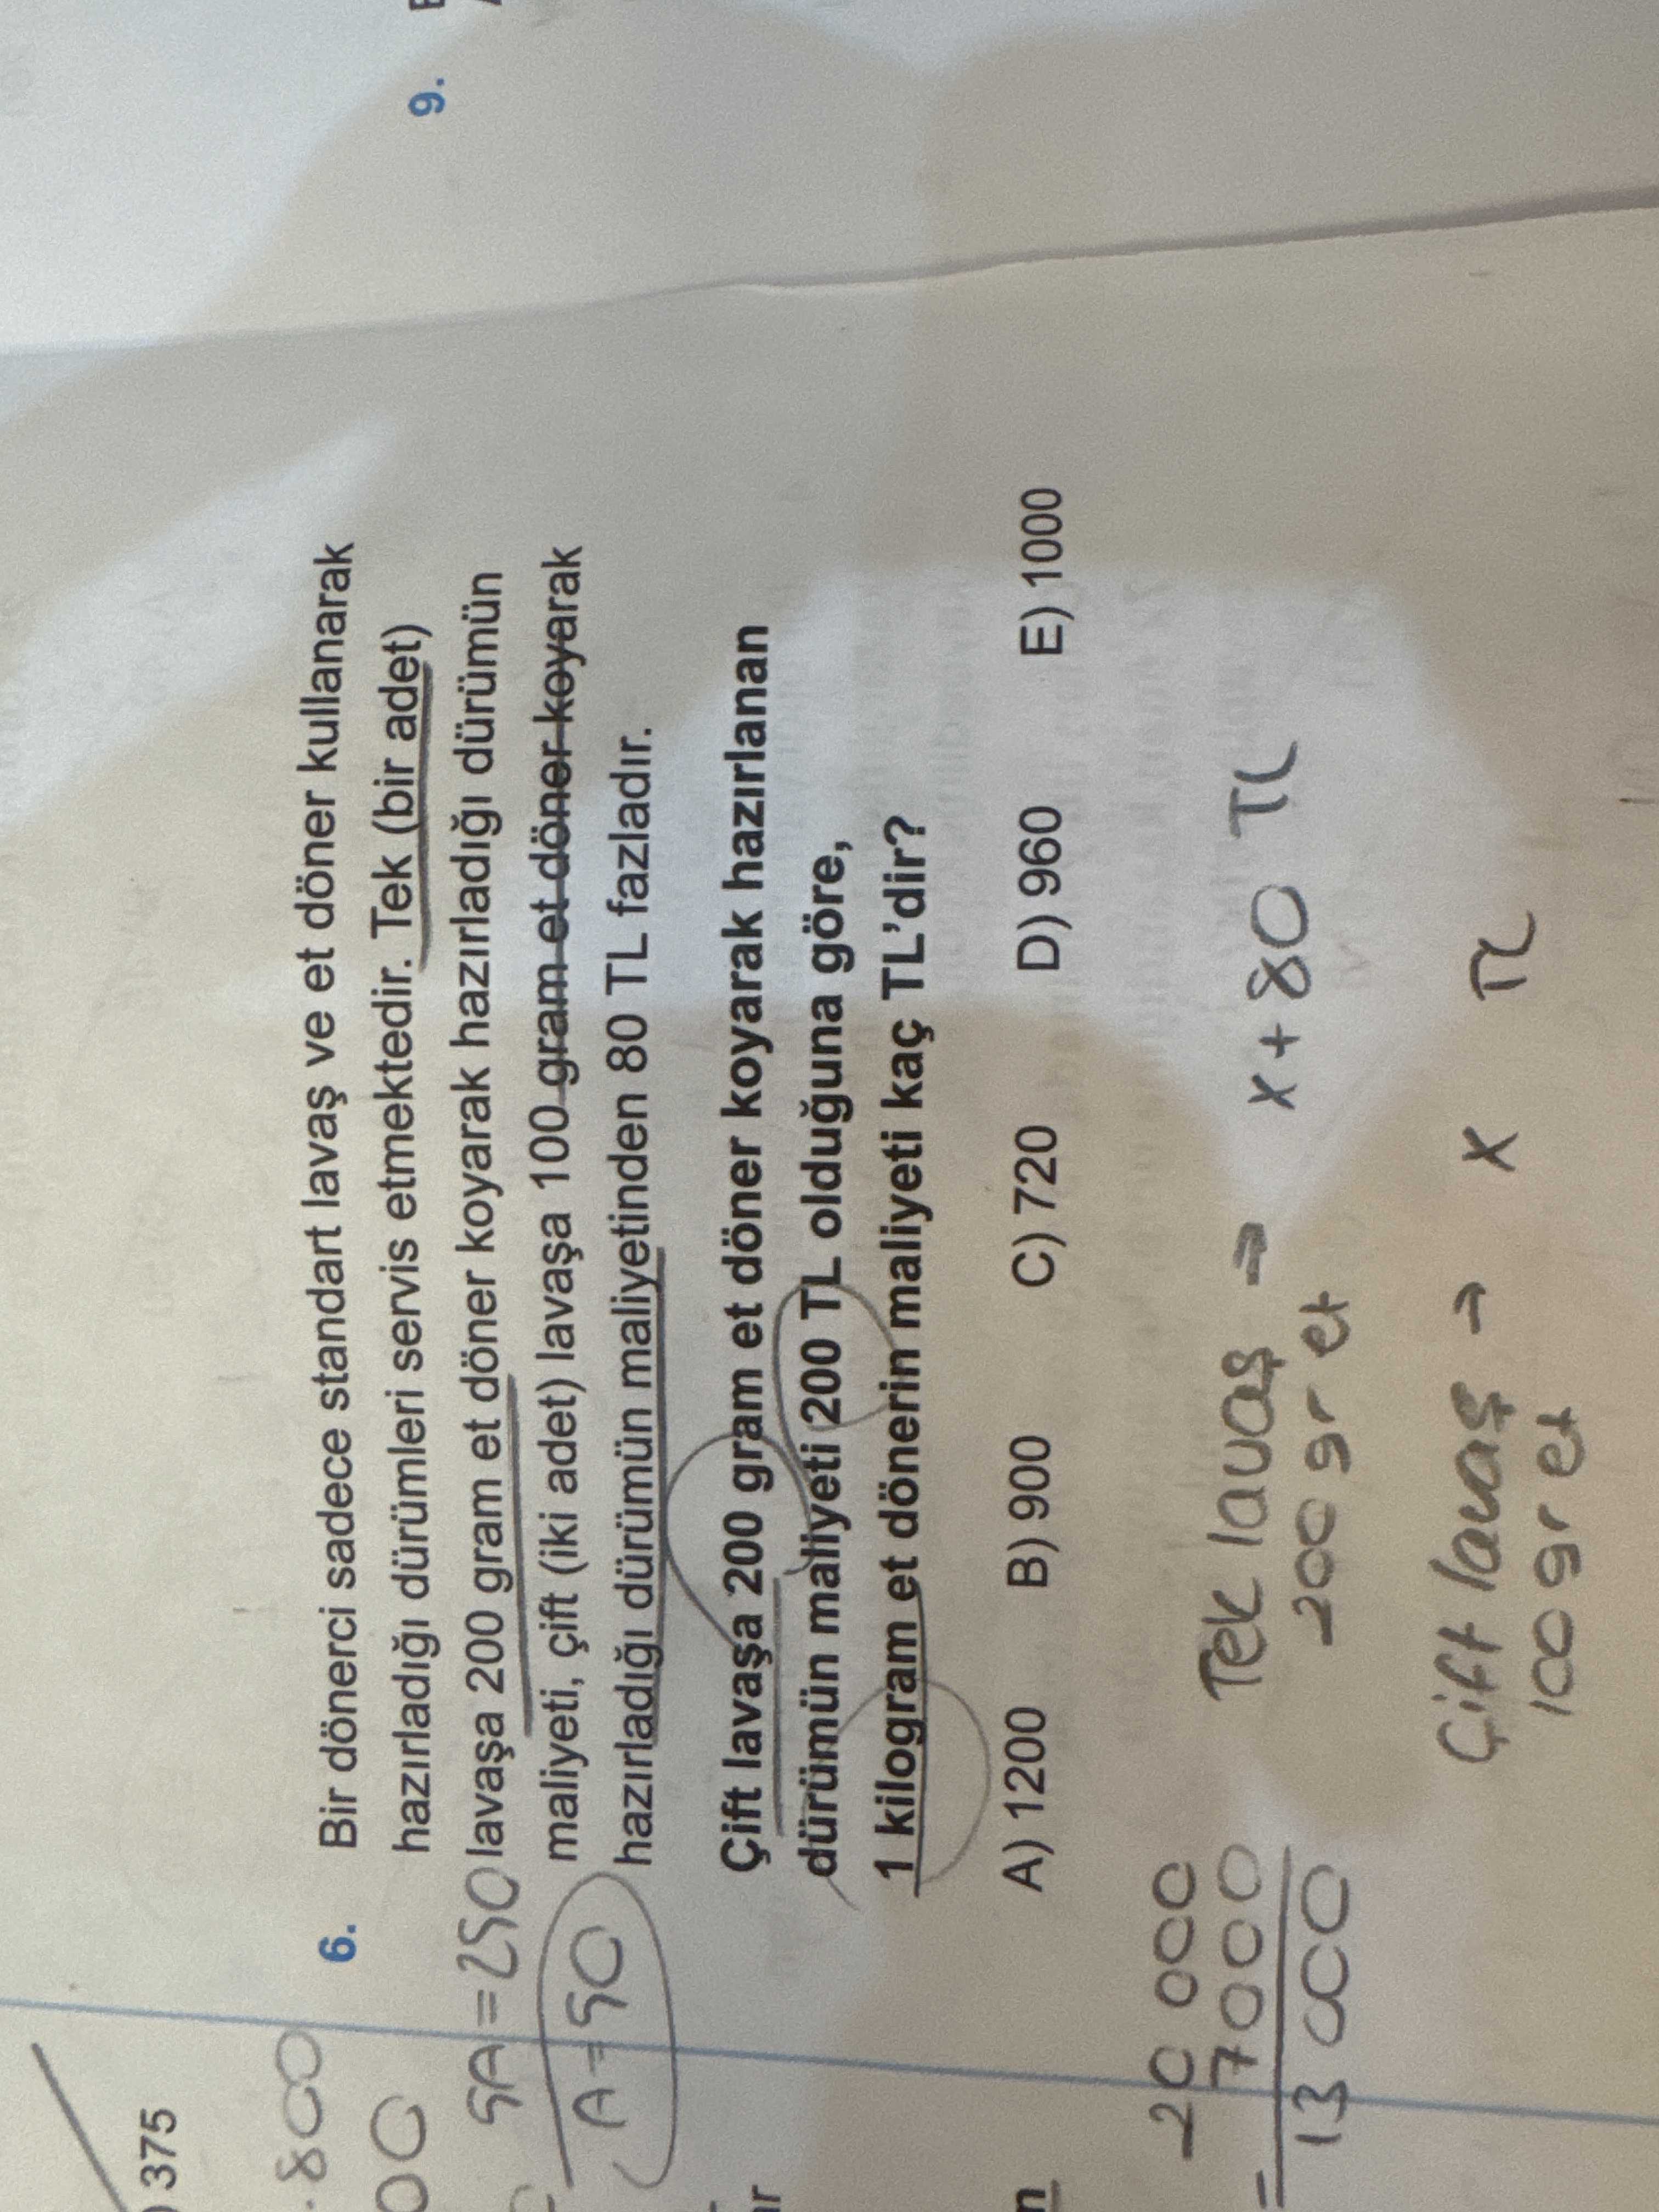 ) 375
. 800
00
5A = 250
A = 50
6. Bir dönerci sadece standart lavaş ve et döner kullanarak
hazırladığı dürümleri servis etmektedir. Tek (bir adet)
lavaşa 200 gram et döner koyarak hazırladığı dürümün
maliyeti, çift (iki adet) lavaşa 100 gram et döner koyarak
hazırladığı dürümün maliyetinden 80 TL fazladır.
Çift lavaşa 200 gram et döner koyarak hazırlanan
dürümün maliyeti 200 TL olduğuna göre,
1 kilogram et dönerin maliyeti kaç TL'dir?
A) 1200 B) 900 C) 720 D) 960 E) 1000
20 000
7000
= 13 000
Tek lavaş ⇒ x + 80 TL
200 gr et
Çift lavaş → x TL
100 gr et
9.